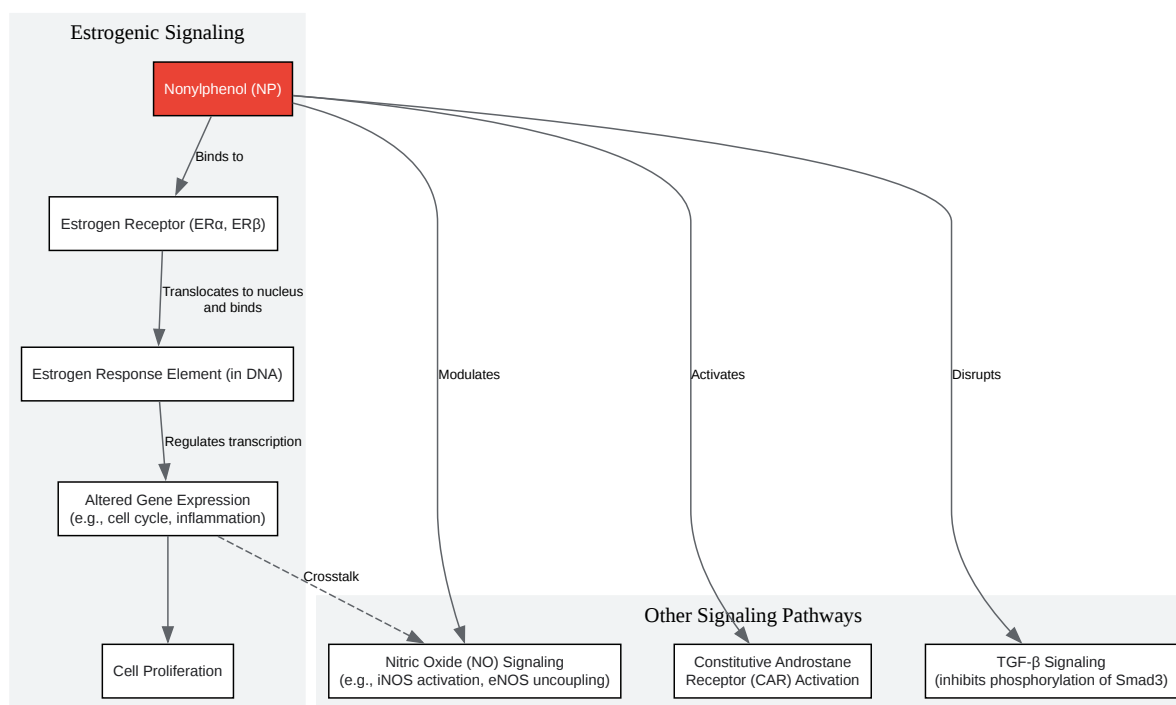 Estrogenic Signaling
Nonylphenol (NP)
Binds to
Estrogen Receptor (ERα, ERβ)
Translocates to nucleus
and binds
Estrogen Response Element (in DNA)
Modulates
Activates
Disrupts
Regulates transcription
Altered Gene Expression
(e.g., cell cycle, inflammation)
Crosstalk
Other Signaling Pathways
Cell Proliferation
Nitric Oxide (NO) Signaling
(e.g., iNOS activation, eNOS uncoupling)
Constitutive Androstane
Receptor (CAR) Activation
TGF-β Signaling
(inhibits phosphorylation of Smad3)